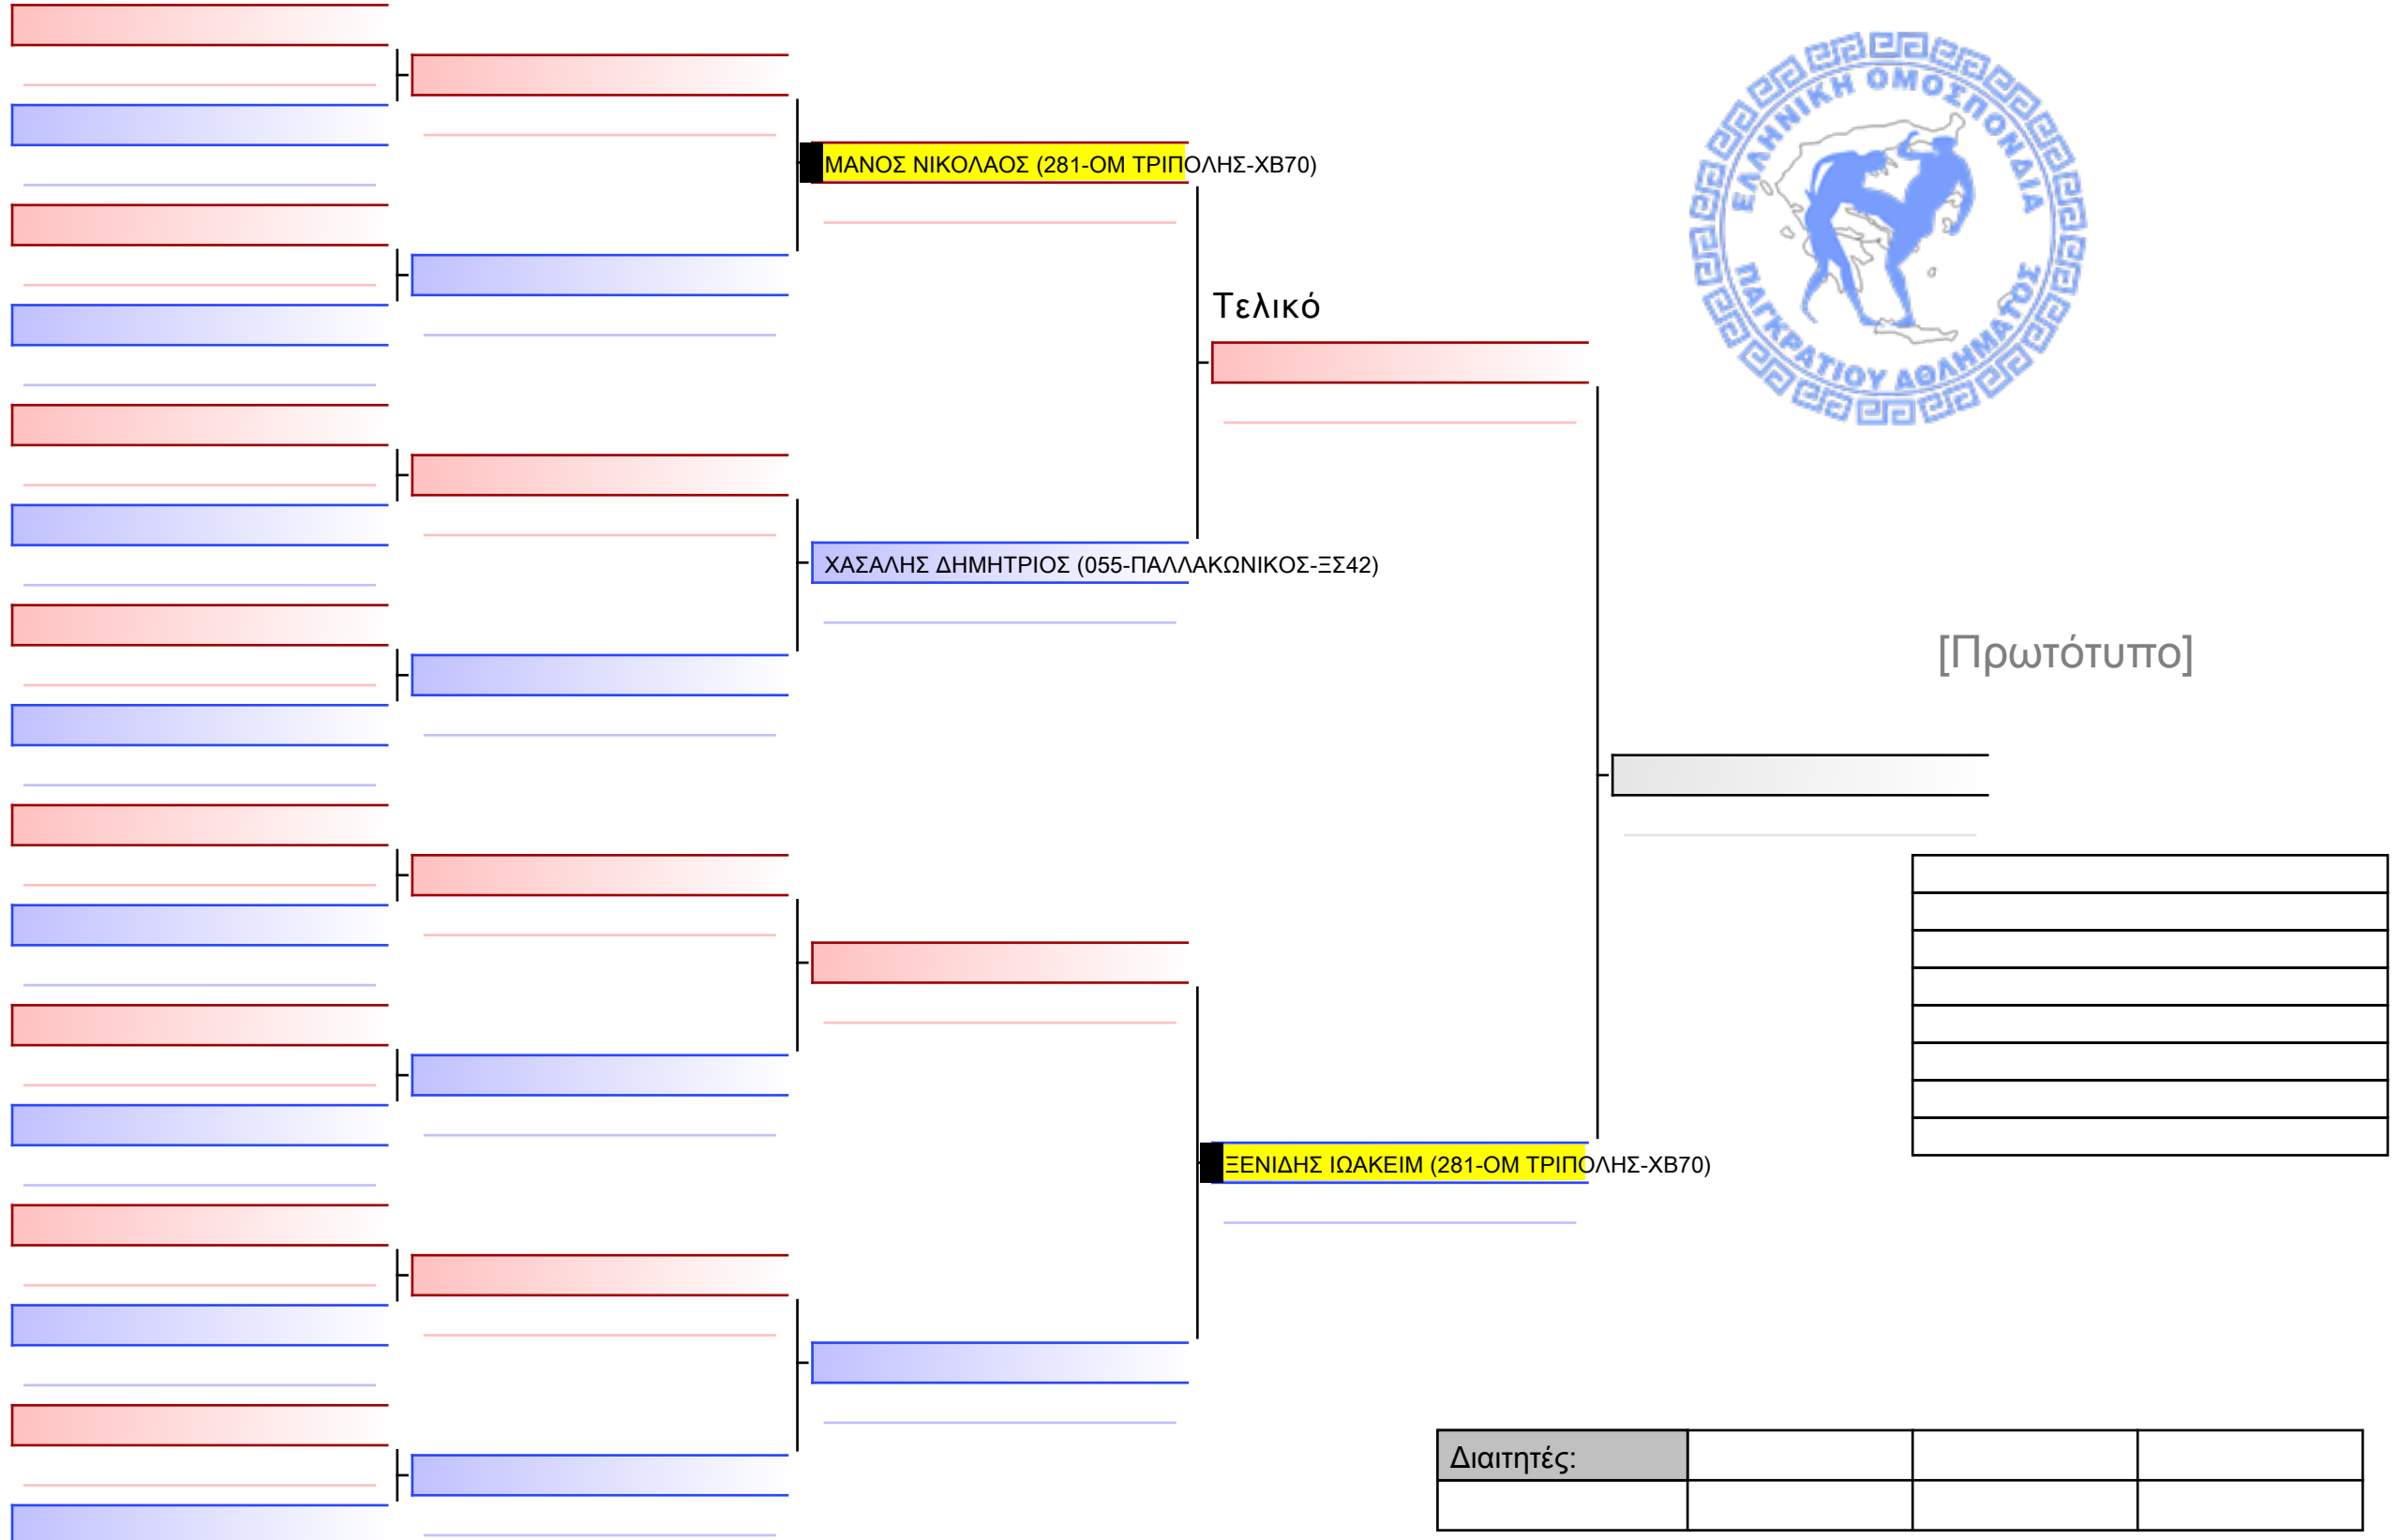 ΕΛΛΗΝΙΚΗ ΟΜΟΣΠΟΝΔΙΑ
ΠΑΓΚΡΑΤΙΟΥ ΑΘΛΗΜΑΤΟΣ
ΜΑΝΟΣ ΝΙΚΟΛΑΟΣ (281-ΟΜ ΤΡΙΠΟΛΗΣ-ΧΒ70)
Τελικό
ΧΑΣΑΛΗΣ ΔΗΜΗΤΡΙΟΣ (055-ΠΑΛΛΑΚΩΝΙΚΟΣ-ΞΣ42)
[Πρωτότυπο]
ΞΕΝΙΔΗΣ ΙΩΑΚΕΙΜ (281-ΟΜ ΤΡΙΠΟΛΗΣ-ΧΒ70)
Διαιτητές: